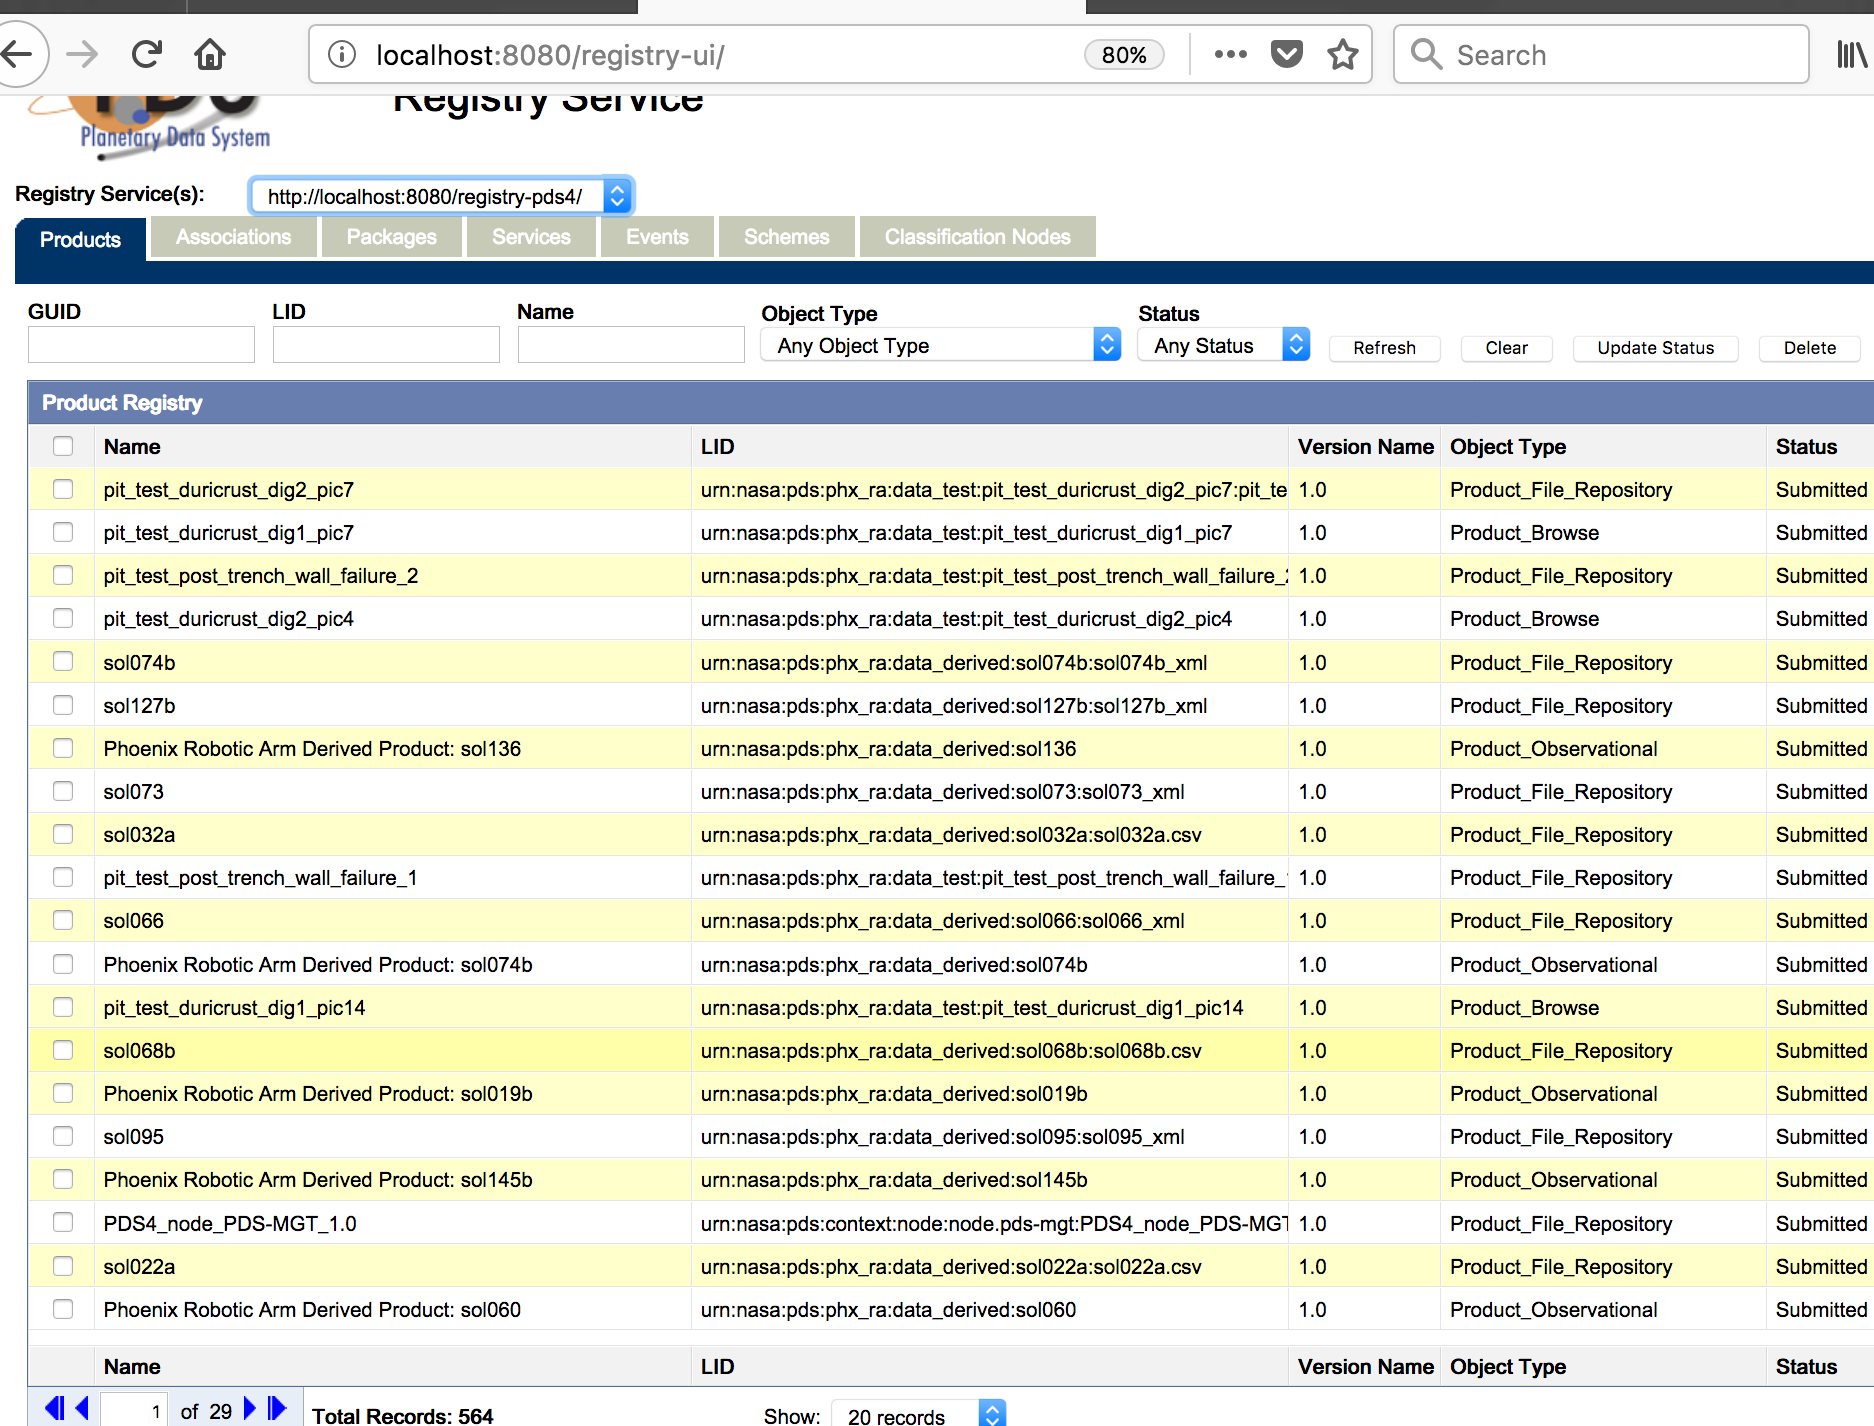 localhost:8080/registry-ui/
80%
Search
PDS
Registry Service
Planetary Data System
Registry Service(s):
http://localhost:8080/registry-pds4/
Products Associations Packages Services Events Schemes Classification Nodes
GUID LID Name Object Type Status
Any Object Type Any Status Refresh Clear Update Status Delete
Product Registry
Name LID Version Name Object Type Status
pit_test_duricrust_dig2_pic7 urn:nasa:pds:phx_ra:data_test:pit_test_duricrust_dig2_pic7:pit_te 1.0 Product_File_Repository Submitted
pit_test_duricrust_dig1_pic7 urn:nasa:pds:phx_ra:data_test:pit_test_duricrust_dig1_pic7 1.0 Product_Browse Submitted
pit_test_post_trench_wall_failure_2 urn:nasa:pds:phx_ra:data_test:pit_test_post_trench_wall_failure_2 1.0 Product_File_Repository Submitted
pit_test_duricrust_dig2_pic4 urn:nasa:pds:phx_ra:data_test:pit_test_duricrust_dig2_pic4 1.0 Product_Browse Submitted
sol074b urn:nasa:pds:phx_ra:data_derived:sol074b:sol074b_xml 1.0 Product_File_Repository Submitted
sol127b urn:nasa:pds:phx_ra:data_derived:sol127b:sol127b_xml 1.0 Product_File_Repository Submitted
Phoenix Robotic Arm Derived Product: sol136 urn:nasa:pds:phx_ra:data_derived:sol136 1.0 Product_Observational Submitted
sol073 urn:nasa:pds:phx_ra:data_derived:sol073:sol073_xml 1.0 Product_File_Repository Submitted
sol032a urn:nasa:pds:phx_ra:data_derived:sol032a:sol032a.csv 1.0 Product_File_Repository Submitted
pit_test_post_trench_wall_failure_1 urn:nasa:pds:phx_ra:data_test:pit_test_post_trench_wall_failure_ 1.0 Product_File_Repository Submitted
sol066 urn:nasa:pds:phx_ra:data_derived:sol066:sol066_xml 1.0 Product_File_Repository Submitted
Phoenix Robotic Arm Derived Product: sol074b urn:nasa:pds:phx_ra:data_derived:sol074b 1.0 Product_Observational Submitted
pit_test_duricrust_dig1_pic14 urn:nasa:pds:phx_ra:data_test:pit_test_duricrust_dig1_pic14 1.0 Product_Browse Submitted
sol068b urn:nasa:pds:phx_ra:data_derived:sol068b:sol068b.csv 1.0 Product_File_Repository Submitted
Phoenix Robotic Arm Derived Product: sol019b urn:nasa:pds:phx_ra:data_derived:sol019b 1.0 Product_Observational Submitted
sol095 urn:nasa:pds:phx_ra:data_derived:sol095:sol095_xml 1.0 Product_File_Repository Submitted
Phoenix Robotic Arm Derived Product: sol145b urn:nasa:pds:phx_ra:data_derived:sol145b 1.0 Product_Observational Submitted
PDS4_node_PDS-MGT_1.0 urn:nasa:pds:context:node:node.pds-mgt:PDS4_node_PDS-MGT 1.0 Product_File_Repository Submitted
sol022a urn:nasa:pds:phx_ra:data_derived:sol022a:sol022a.csv 1.0 Product_File_Repository Submitted
Phoenix Robotic Arm Derived Product: sol060 urn:nasa:pds:phx_ra:data_derived:sol060 1.0 Product_Observational Submitted
Name LID Version Name Object Type Status
1 of 29 Total Records: 564 Show: 20 records